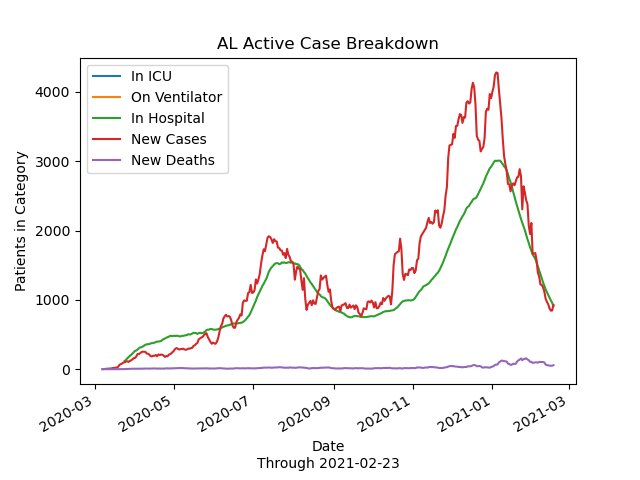 AL Active Case Breakdown
In ICU
On Ventilator
In Hospital
New Cases
New Deaths
Patients in Category
4000
3000
2000
1000
0
2020-03
2020-05
2020-07
2020-09
2020-11
2021-01
2021-03
Date
Through 2021-02-23